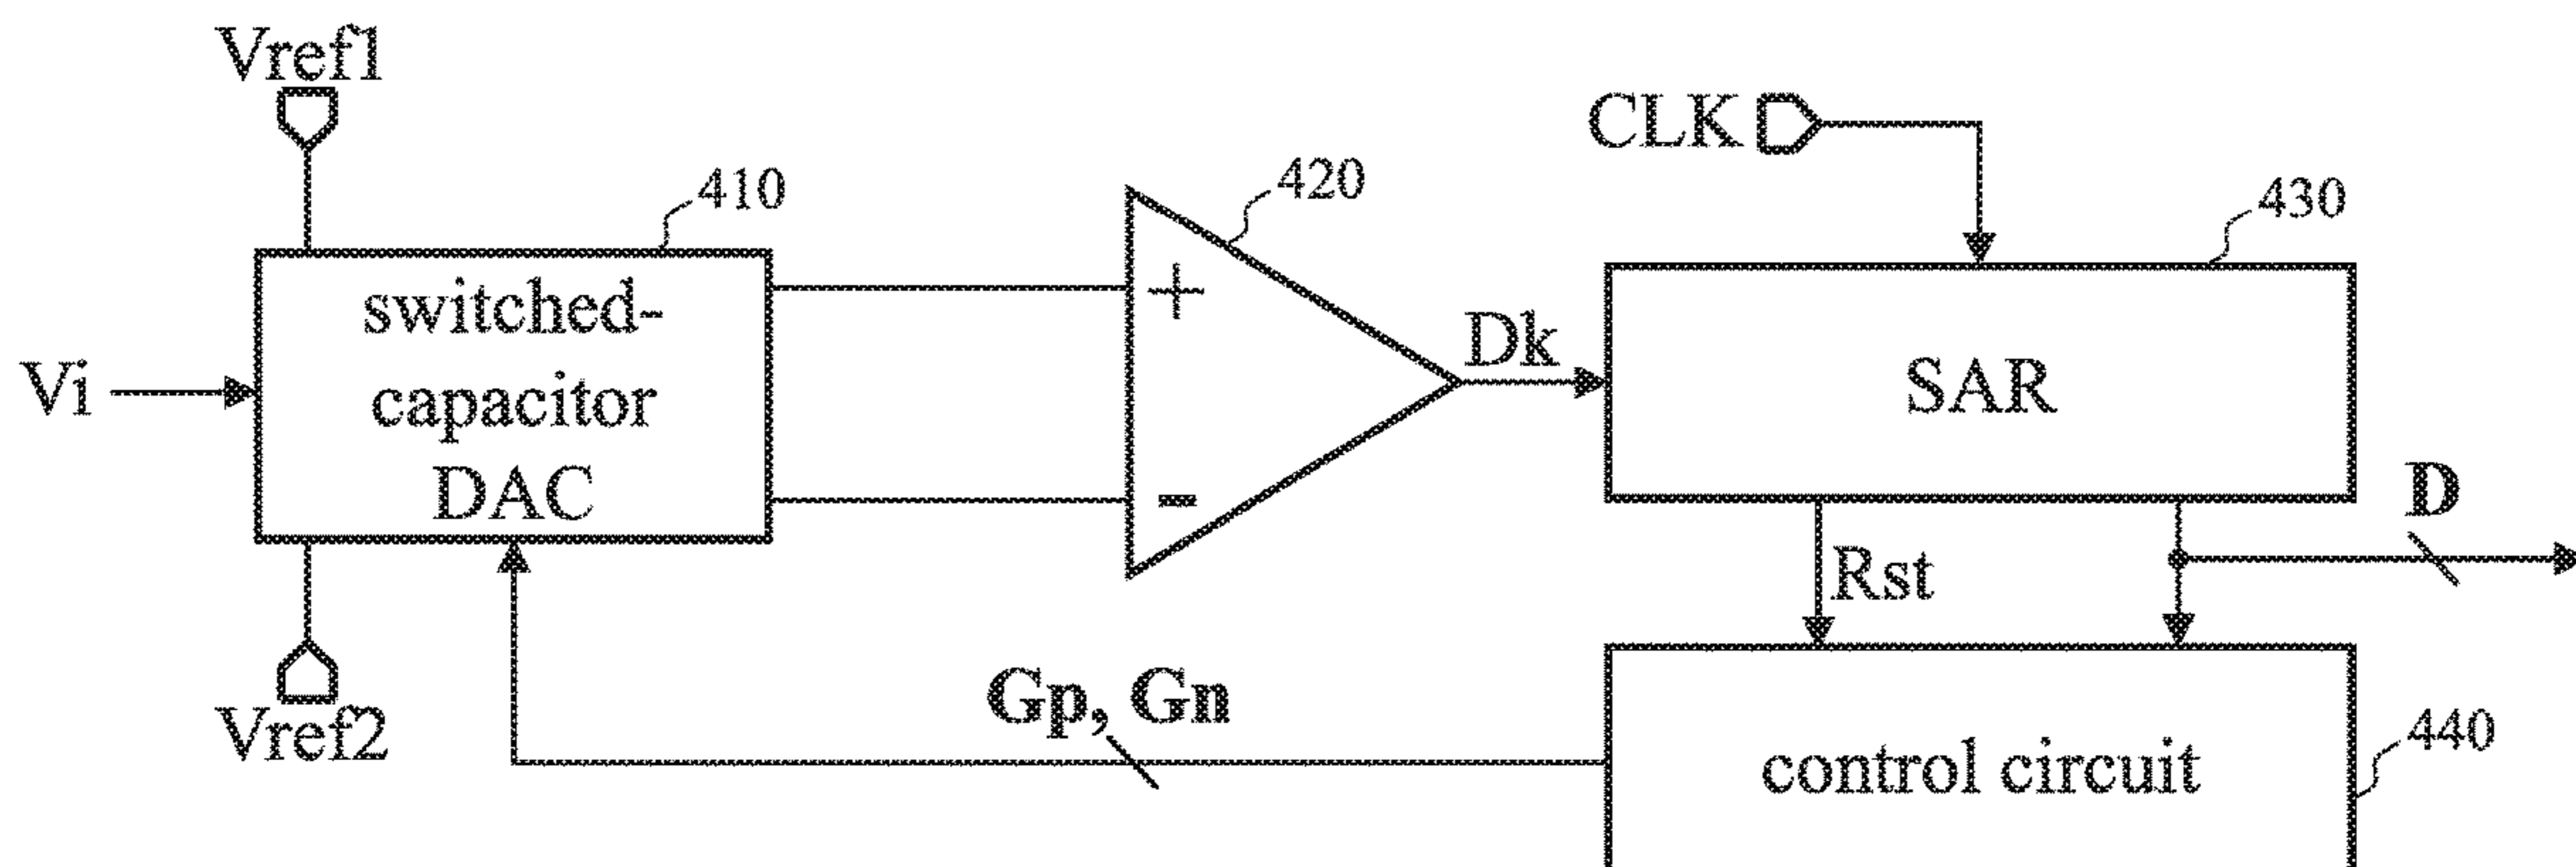 Vref1
CLK
410
420
430
switched-
capacitor
DAC
+
-
Vi
Dk
SAR
D
Rst
Gp, Gn
Vref2
control circuit
440